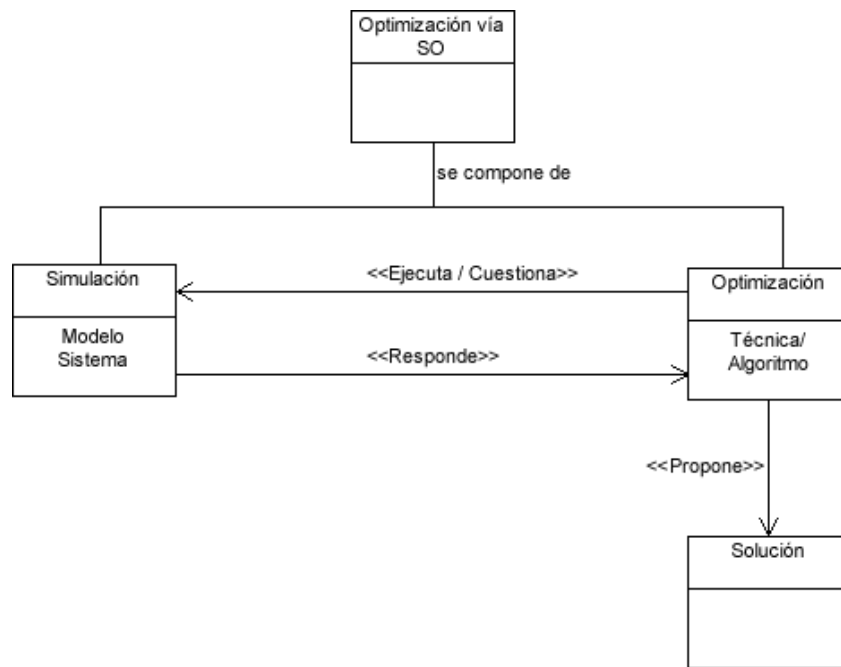 Optimización vía
SO
se compone de
Simulación
Modelo
Sistema
<<Ejecuta / Cuestiona>>
<<Responde>>
Optimización
Técnica/
Algoritmo
<<Propone>>
Solución